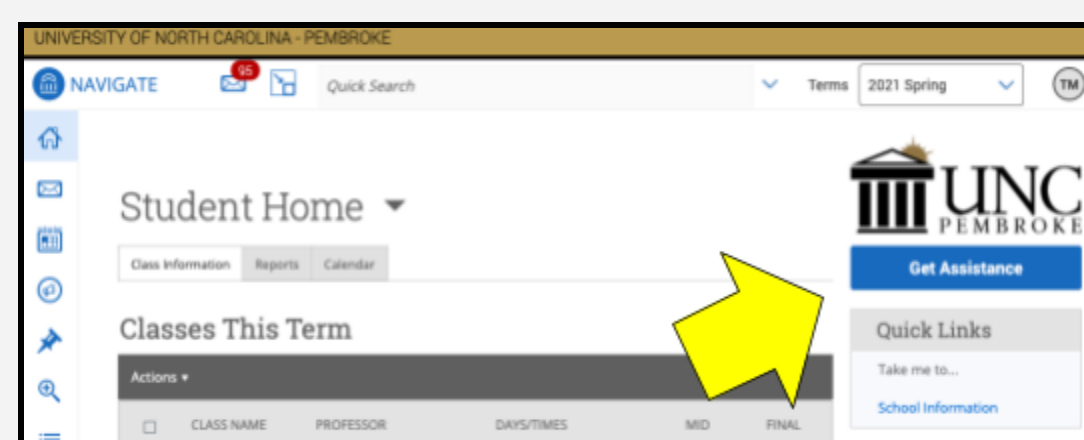 UNIVERSITY OF NORTH CAROLINA - PEMBROKE
NAVIGATE 95 Quick Search Terms 2021 Spring TM
UNC
PEMBROKE
Student Home
Get Assistance
Class Information Reports Calendar
Classes This Term
Quick Links
Actions
Take me to...
School Information
CLASS NAME PROFESSOR DAYS/TIMES MID FINAL